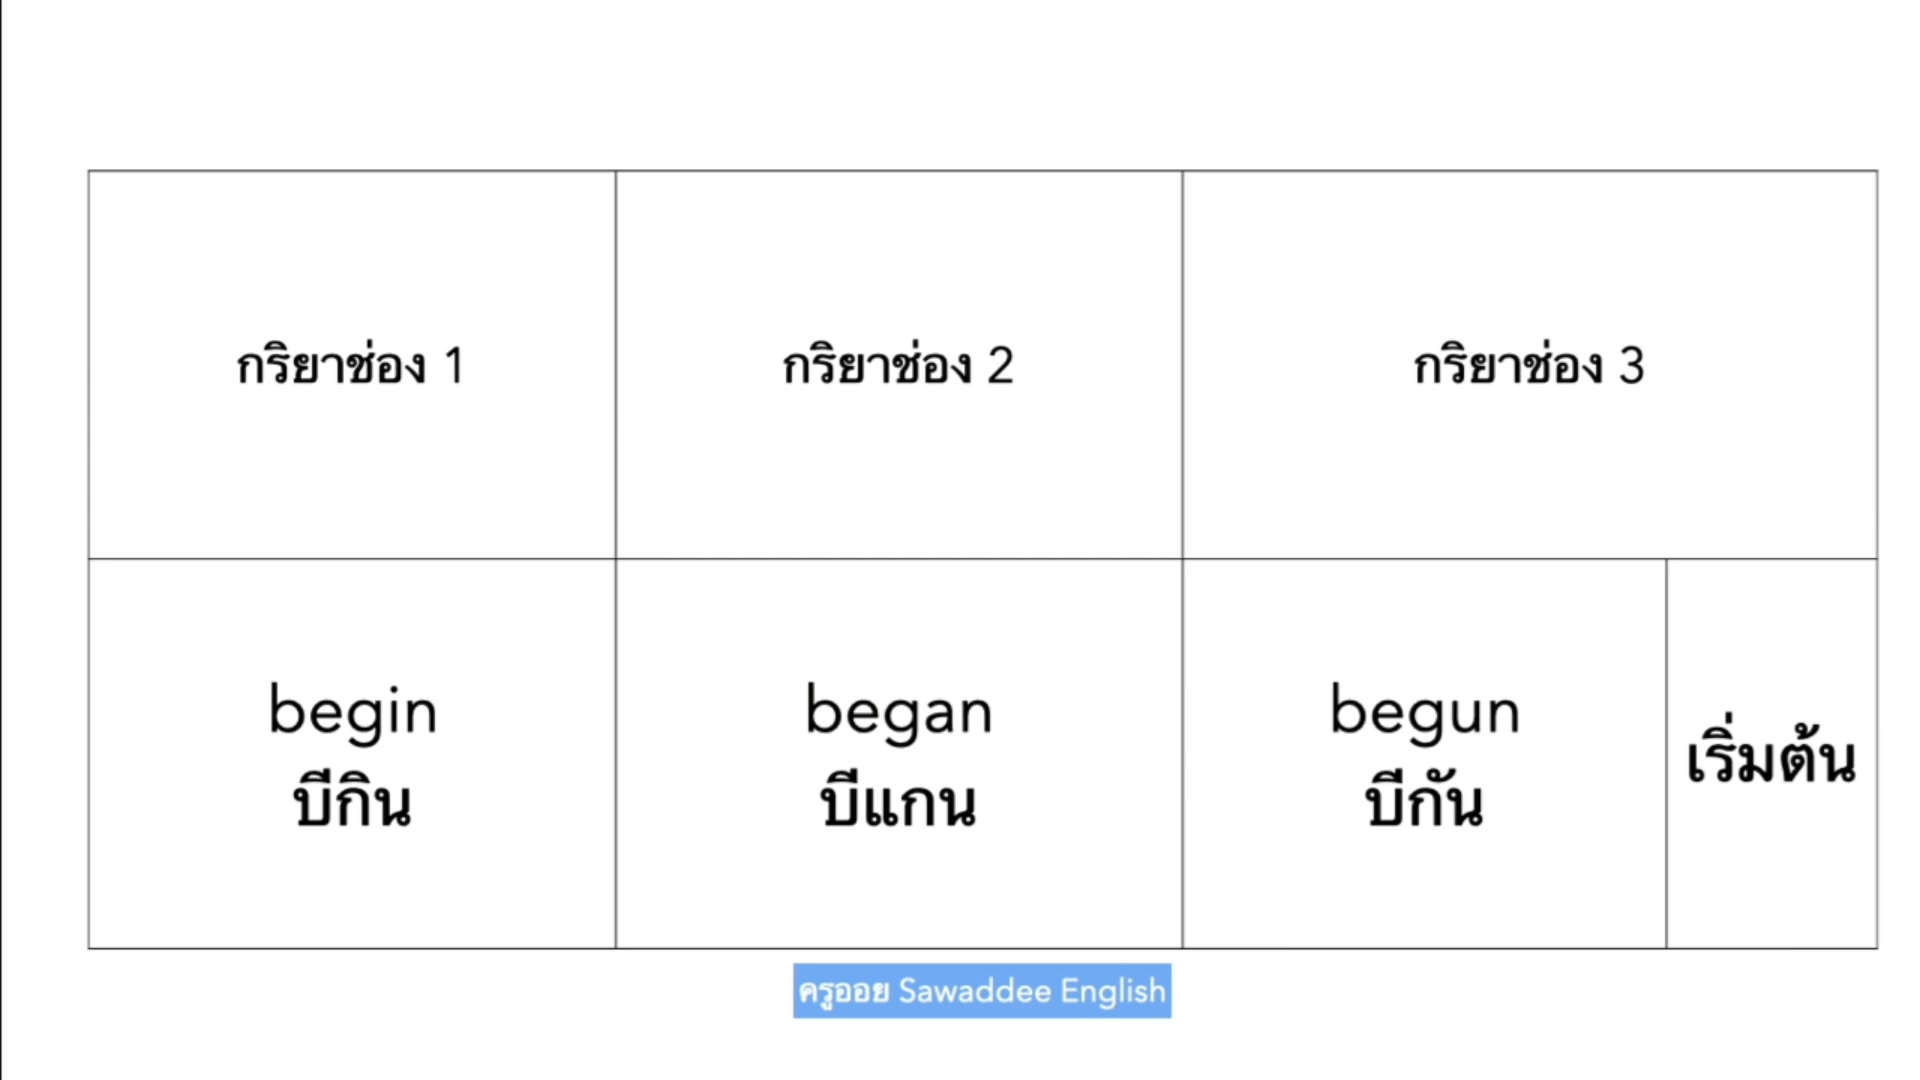 กริยาช่อง 1
กริยาช่อง 2
กริยาช่อง 3
begin
บีกิน
began
บีแกน
begun
บีกัน
เริ่มต้น
ครูออย Sawaddee English